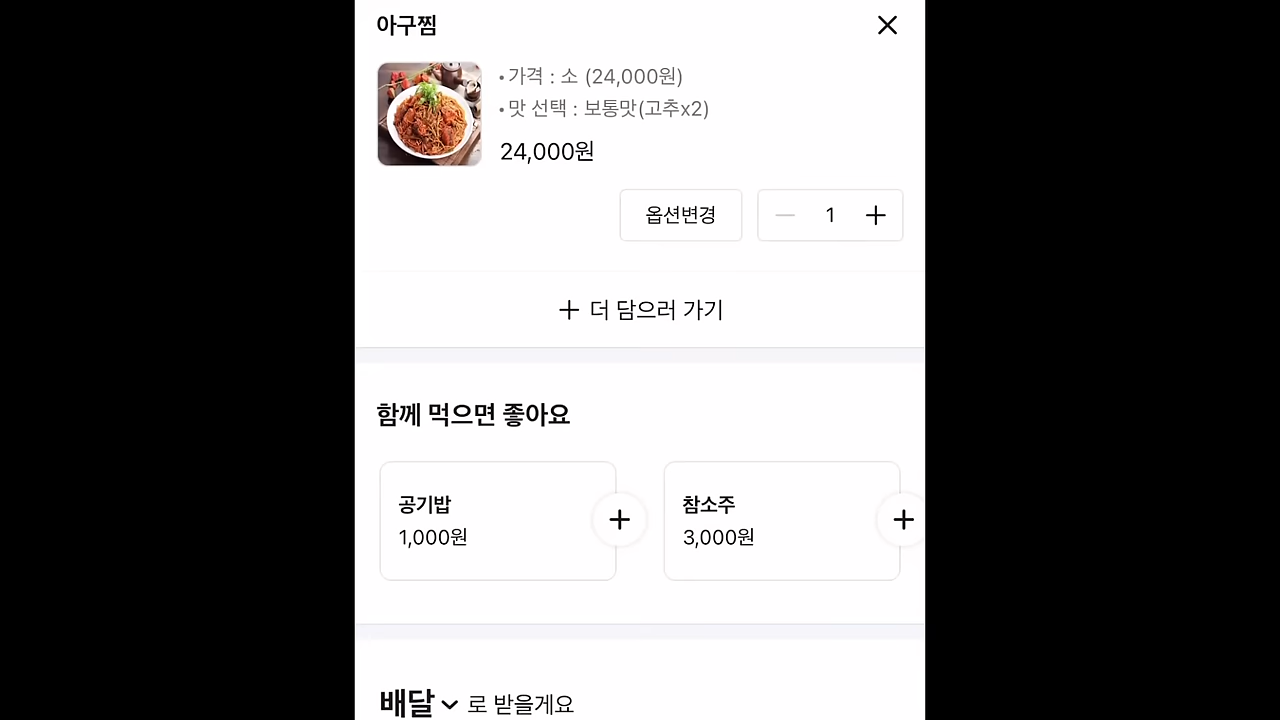 아구찜
• 가격 : 소 (24,000원)
• 맛 선택 : 보통맛(고추x2)
24,000원
옵션변경
1
더 담으러 가기
함께 먹으면 좋아요
공기밥
1,000원
참소주
3,000원
배달 로 받을게요